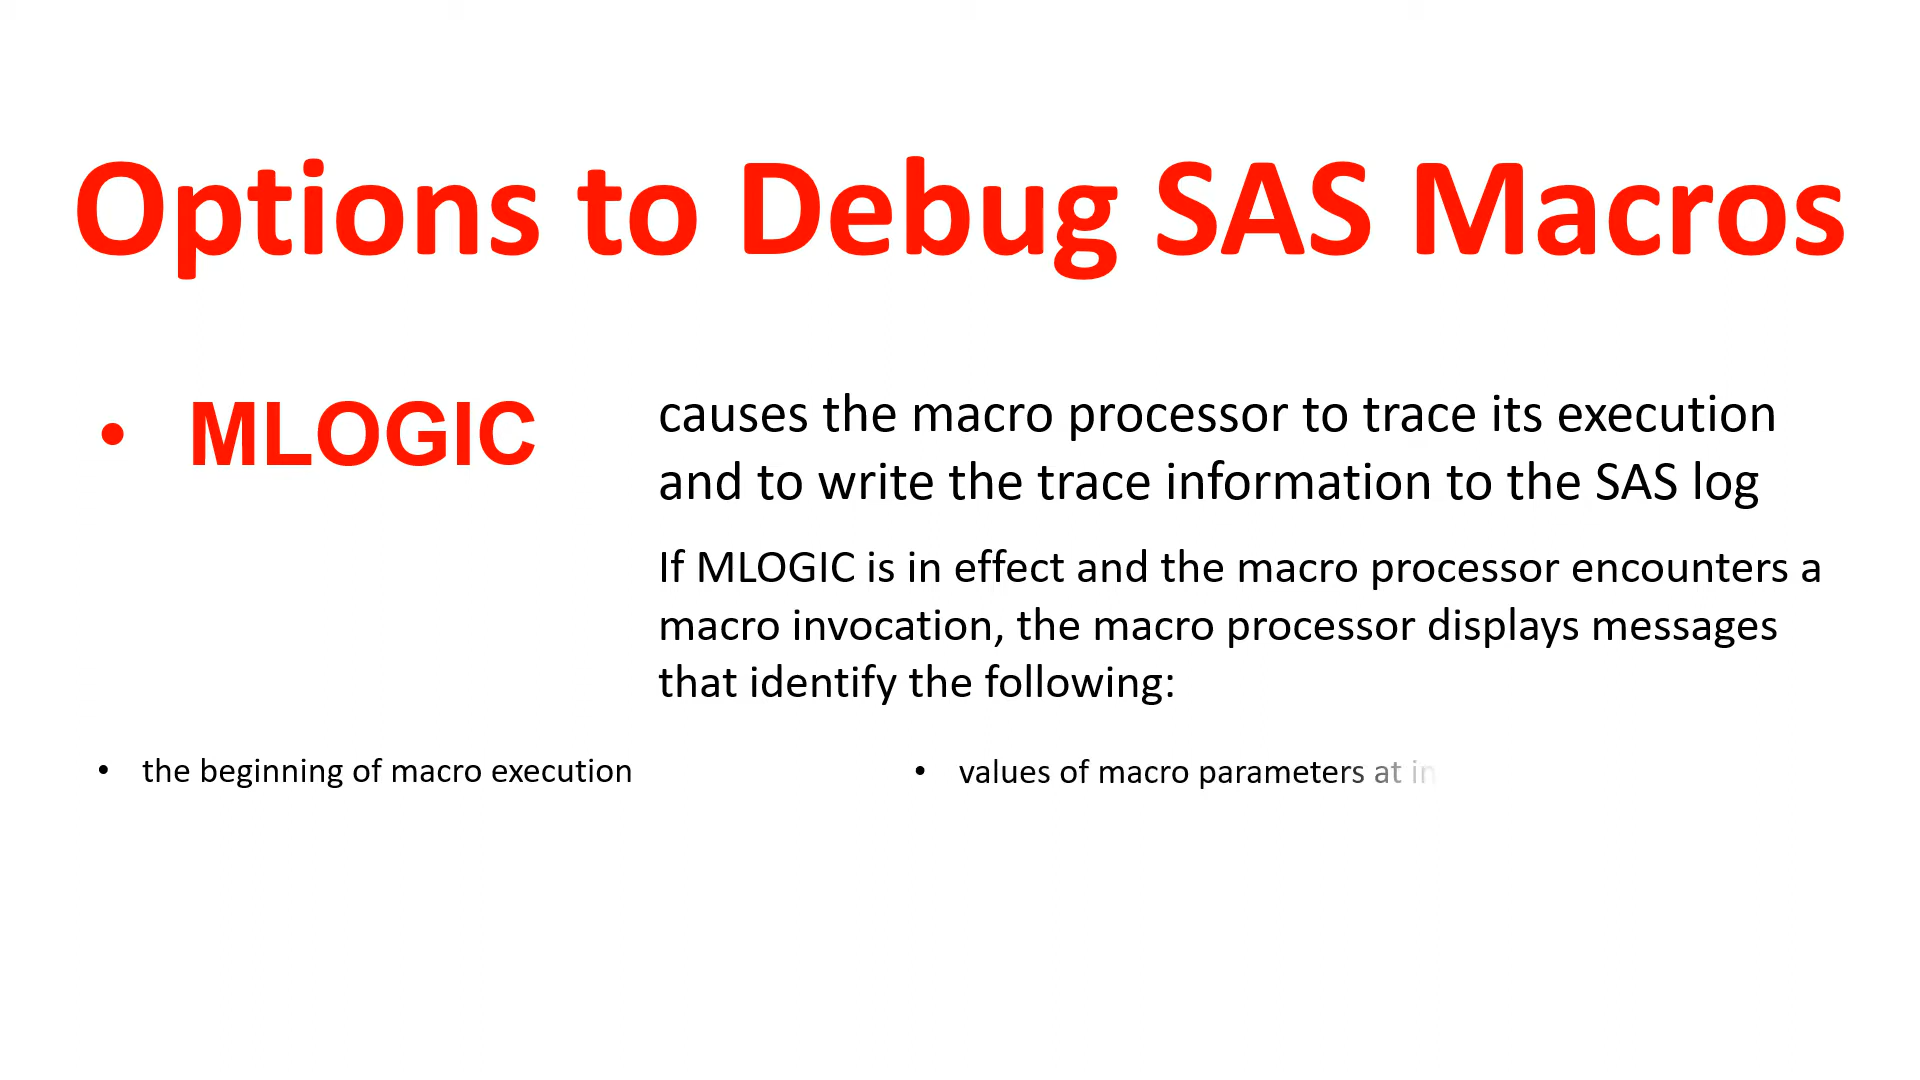 Options to Debug SAS Macros
• MLOGIC
causes the macro processor to trace its execution
and to write the trace information to the SAS log
If MLOGIC is in effect and the macro processor encounters a
macro invocation, the macro processor displays messages
that identify the following:
• the beginning of macro execution
• values of macro parameters at in